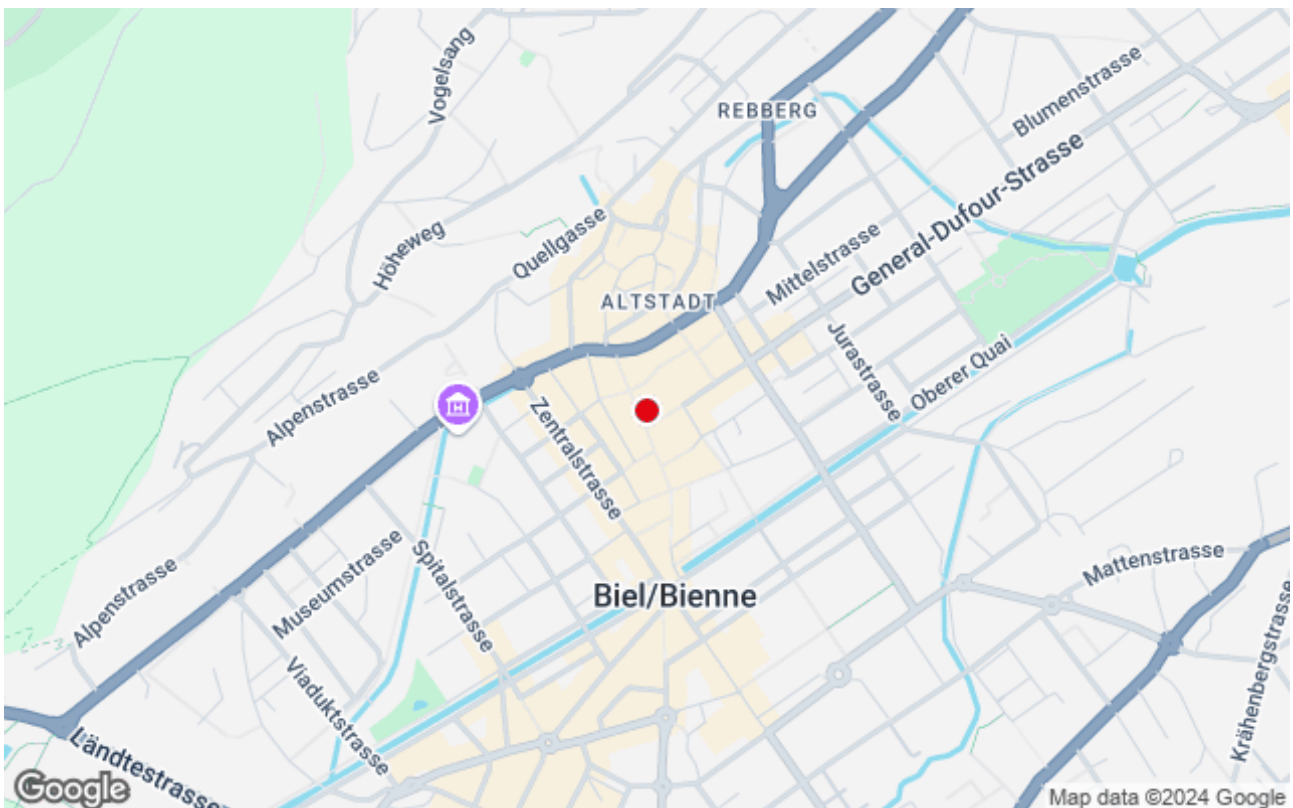 Vogelsang
REBBERG
Blumenstrasse
General-Dufour-Strasse
Höheweg
Quellgasse
Mittelstrasse
ALTSTADT
Jurastrasse
Oberer Quai
Alpenstrasse
Zentralstrasse
Mattenstrasse
Alpenstrasse
Museumstrasse
Spitalstrasse
Biel/Bienne
Viaduktstrasse
Krähenbergstrasse
Ländtestrasse
Google
Map data ©2024 Google